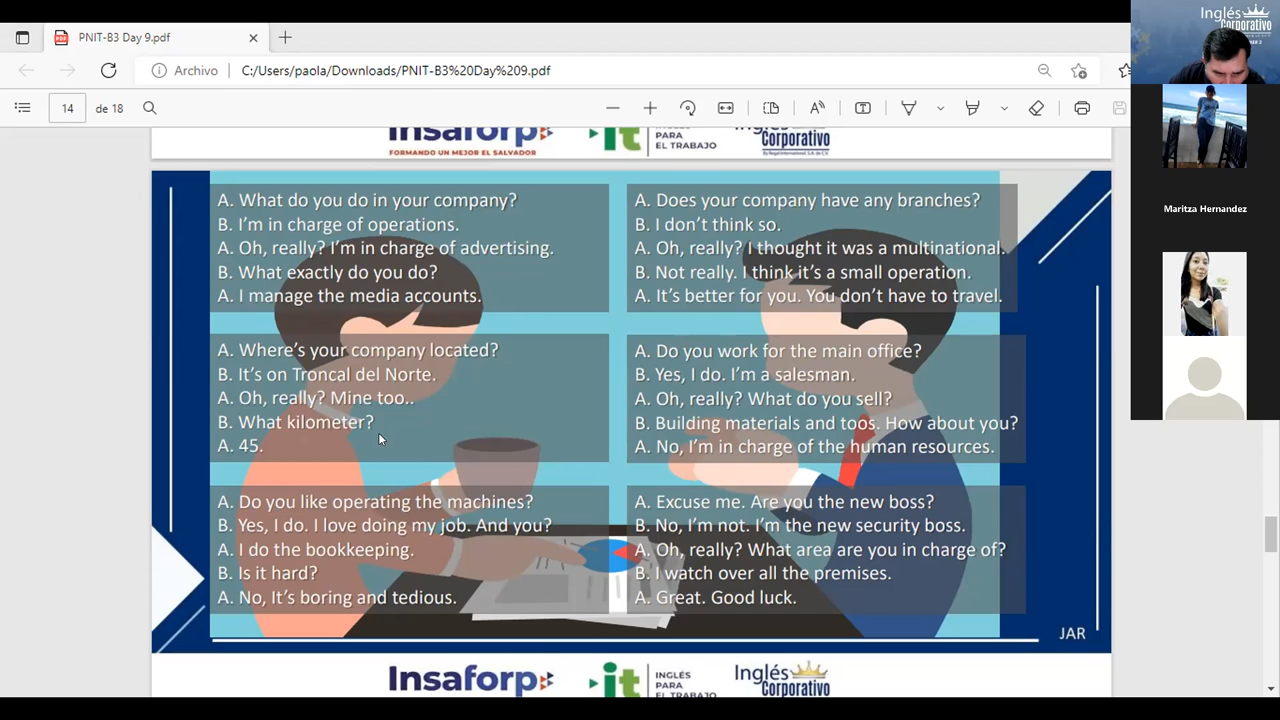 PNIT-B3 Day 9.pdf
Archivo
C:/Users/paola/Downloads/PNIT-B3%20Day%209.pdf
14
de 18
Inglés
Corporativo
Maritza Hernandez
Insaforp
FORMANDO UN MEJOR EL SALVADOR
it
INGLÉS
PARA
EL TRABAJO
Inglés
Corporativo
A. What do you do in your company?
B. I'm in charge of operations.
A. Oh, really? I'm in charge of advertising.
B. What exactly do you do?
A. I manage the media accounts.
A. Does your company have any branches?
B. I don't think so.
A. Oh, really? I thought it was a multinational.
B. Not really. I think it's a small operation.
A. It's better for you. You don't have to travel.
A. Where's your company located?
B. It's on Troncal del Norte.
A. Oh, really? Mine too..
B. What kilometer?
A. 45.
A. Do you work for the main office?
B. Yes, I do. I'm a salesman.
A. Oh, really? What do you sell?
B. Building materials and toos. How about you?
A. No, I'm in charge of the human resources.
A. Do you like operating the machines?
B. Yes, I do. I love doing my job. And you?
A. I do the bookkeeping.
B. Is it hard?
A. No, It's boring and tedious.
A. Excuse me. Are you the new boss?
B. No, I'm not. I'm the new security boss.
A. Oh, really? What area are you in charge of?
B. I watch over all the premises.
A. Great. Good luck.
JAR
Insaforp
it
INGLÉS
PARA
EL TRABAJO
Inglés
Corporativo